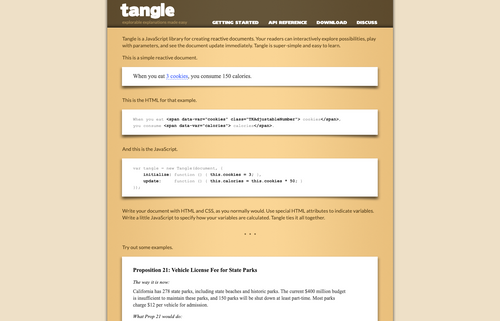 tangle
explorable explanations made easy
GETTING STARTED API REFERENCE DOWNLOAD DISCUSS
Tangle is a JavaScript library for creating reactive documents. Your readers can interactively explore possibilities, play
with parameters, and see the document update immediately. Tangle is super-simple and easy to learn.
This is a simple reactive document.
When you eat 3 cookies, you consume 150 calories.
This is the HTML for that example.
When you eat <span data-var="cookies" class="TKAdjustableNumber"> cookies</span>,
you consume <span data-var="calories"> calories</span>.
And this is the JavaScript.
var tangle = new Tangle(document, {
initialize: function () { this.cookies = 3; },
update: function () { this.calories = this.cookies * 50; }
});
Write your document with HTML and CSS, as you normally would. Use special HTML attributes to indicate variables.
Write a little JavaScript to specify how your variables are calculated. Tangle ties it all together.
• • •
Try out some examples.
Proposition 21: Vehicle License Fee for State Parks
The way it is now:
California has 278 state parks, including state beaches and historic parks. The current $400 million budget
is insufficient to maintain these parks, and 150 parks will be shut down at least part-time. Most parks
charge $12 per vehicle for admission.
What Prop 21 would do: